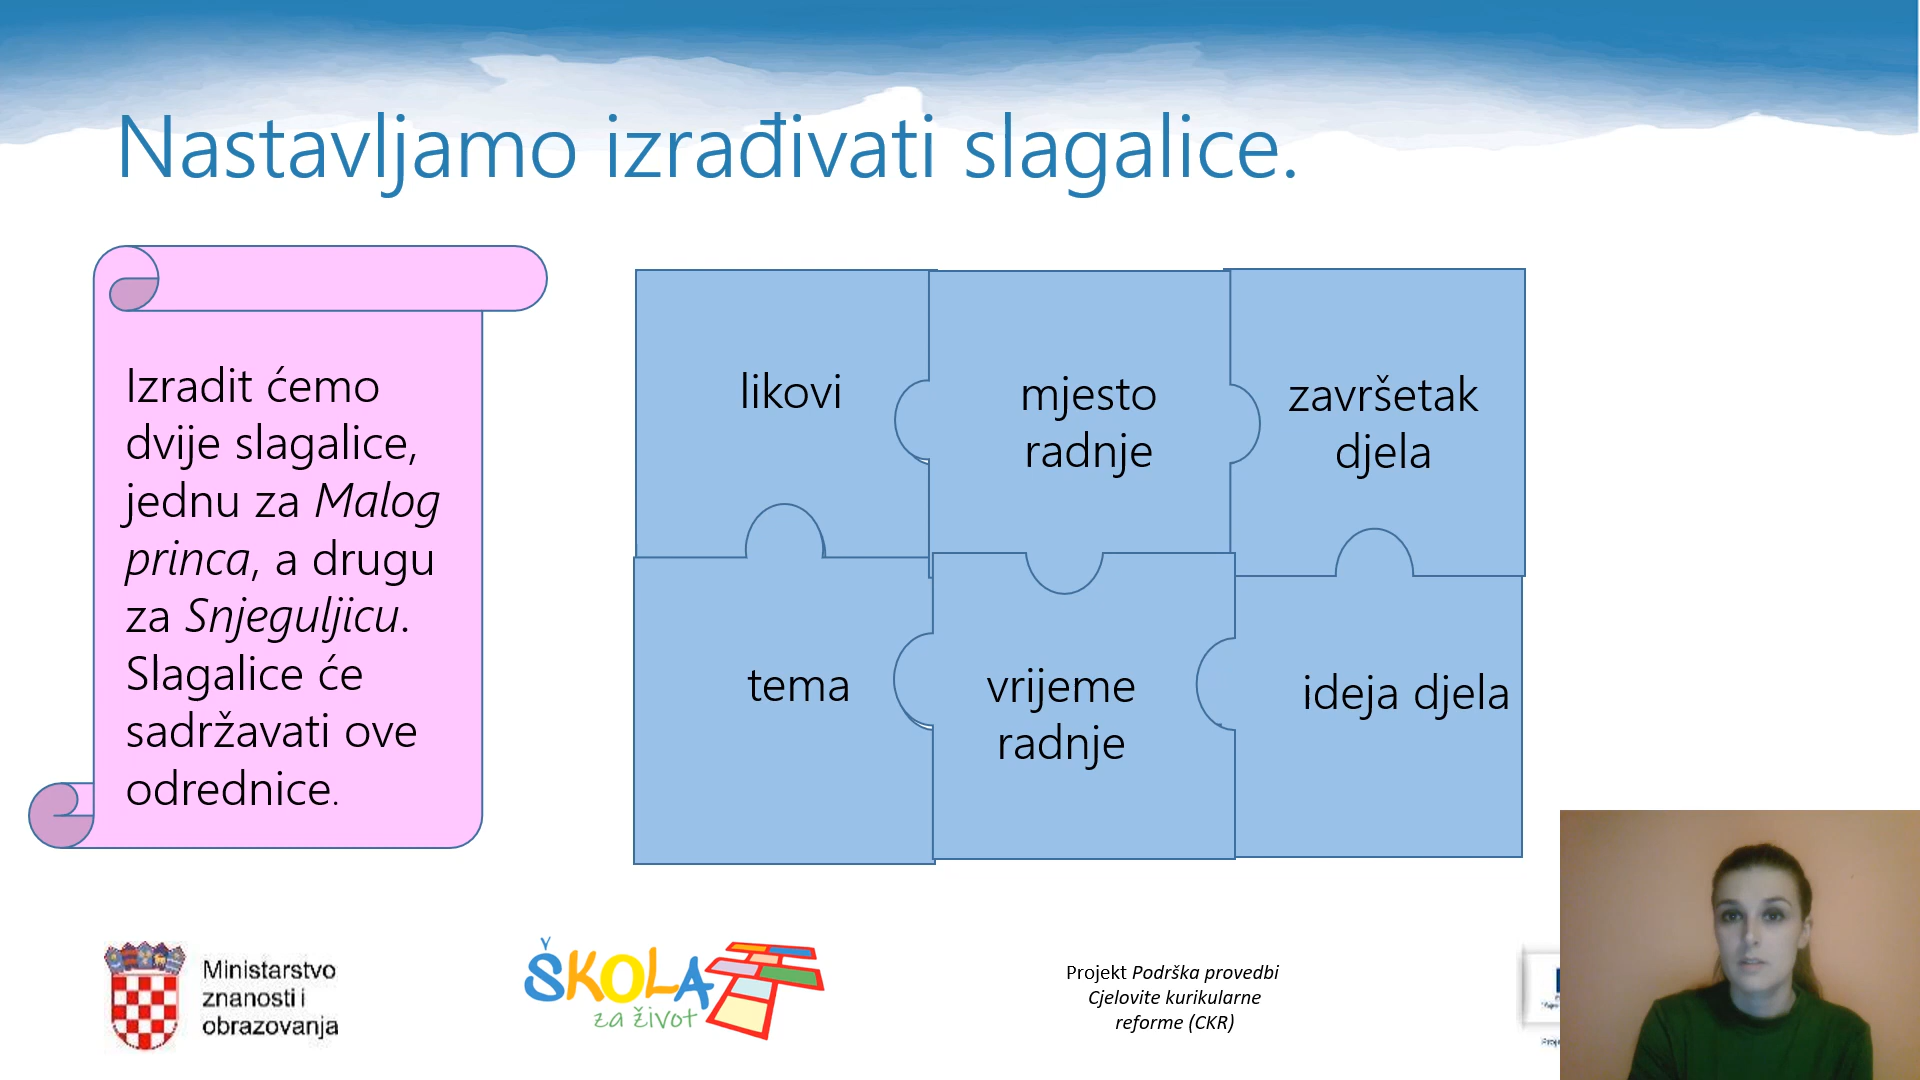 Nastavljamo izrađivati slagalice.
Izradit ćemo
dvije slagalice,
jednu za Malog
princa, a drugu
za Snjeguljicu.
Slagalice će
sadržavati ove
odrednice.
likovi
mjesto
radnje
završetak
djela
tema
vrijeme
radnje
ideja djela
Ministarstvo
znanosti i
obrazovanja
ŠKOLA
za život
Projekt Podrška provedbi
Cjelovite kurikularne
reforme (CKR)